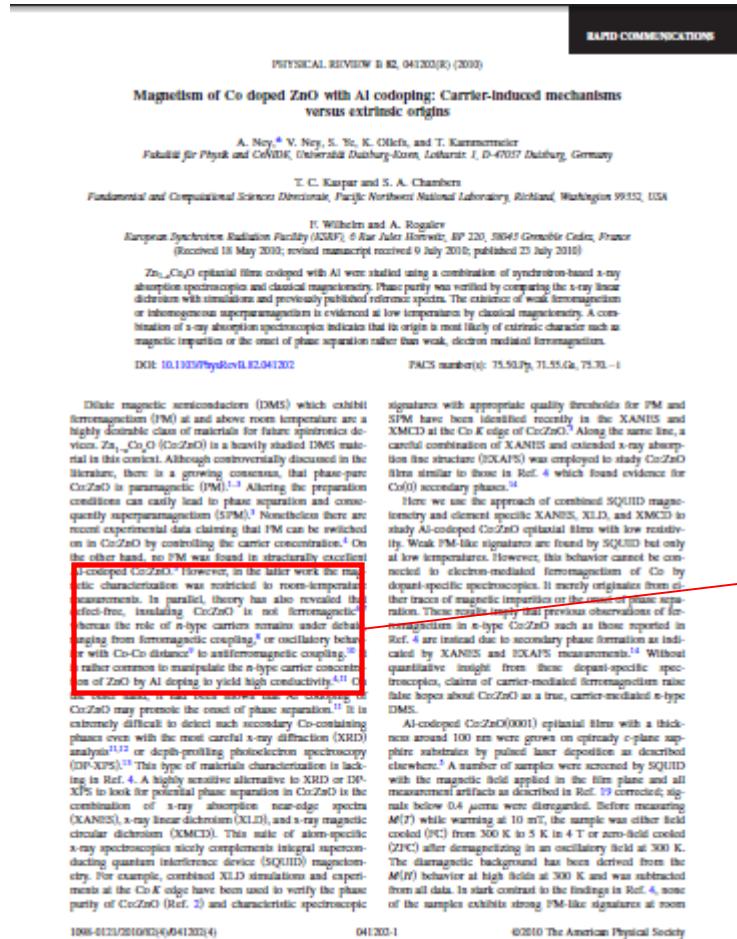 RAPID COMMUNICATIONS
PHYSICAL REVIEW B 82, 041202(R) (2010)
Magnetism of Co doped ZnO with Al codoping: Carrier-induced mechanisms
versus extrinsic origins
A. Ney,* V. Ney, S. Ye, K. Ollefs, and T. Kammermeier
Fakultät für Physik and CeNIDE, Universität Duisburg-Essen, Lotharstr. 1, D-47057 Duisburg, Germany
T. C. Kaspar and S. A. Chambers
Fundamental and Computational Sciences Directorate, Pacific Northwest National Laboratory, Richland, Washington 99352, USA
F. Wilhelm and A. Rogalev
European Synchrotron Radiation Facility (ESRF), 6 Rue Jules Horowitz, BP 220, 38043 Grenoble Cedex, France
(Received 18 May 2010; revised manuscript received 9 July 2010; published 23 July 2010)
Zn1−xCoxO epitaxial films codoped with Al were studied using a combination of synchrotron-based x-ray
absorption spectroscopies and classical magnetometry. Phase purity was verified by comparing the x-ray linear
dichroism with simulations and previously published reference spectra. The existence of weak ferromagnetism
or inhomogeneous superparamagnetism is evidenced at low temperatures by classical magnetometry. A com-
bination of x-ray absorption spectroscopies indicates that its origin is most likely of extrinsic character such as
magnetic impurities or the onset of phase separation rather than weak, electron mediated ferromagnetism.
DOI: 10.1103/PhysRevB.82.041202 PACS number(s): 75.50.Pp, 71.55.Gs, 75.70.−i
Dilute magnetic semiconductors (DMS) which exhibit
ferromagnetism (FM) at and above room temperature are a
highly desirable class of materials for future spintronics de-
vices. Zn1−xCoxO (Co:ZnO) is a heavily studied DMS mate-
rial in this context. Although controversially discussed in the
literature, there is a growing consensus, that phase-pure
Co:ZnO is paramagnetic (PM).1–3 Altering the preparation
conditions can easily lead to phase separation and conse-
quently superparamagnetism (SPM).3 Nonetheless there are
recent experimental data claiming that FM can be switched
on in Co:ZnO by controlling the carrier concentration.4 On
the other hand, no FM was found in structurally excellent
Al-codoped Co:ZnO. However, in the latter work the mag-
netic characterization was restricted to room-temperature
measurements. In parallel, theory has also revealed that
defect-free, insulating Co:ZnO is not ferromagnetic
whereas the role of n-type carriers remains under debate
ranging from ferromagnetic coupling,8 or oscillatory behav-
ior with Co-Co distance9 to antiferromagnetic coupling.10 It
is rather common to manipulate the n-type carrier concentra-
tion of ZnO by Al doping to yield high conductivity.4,11 On
the other hand, it had been shown that Al codoping of
Co:ZnO may promote the onset of phase separation.11 It is
extremely difficult to detect such secondary Co-containing
phases even with the most careful x-ray diffraction (XRD)
analysis11,12 or depth-profiling photoelectron spectroscopy
(DP-XPS).13 This type of materials characterization is lack-
ing in Ref. 4. A highly sensitive alternative to XRD or DP-
XPS to look for potential phase separation in Co:ZnO is the
combination of x-ray absorption near-edge spectra
(XANES), x-ray linear dichroism (XLD), and x-ray magnetic
circular dichroism (XMCD). This suite of atom-specific
x-ray spectroscopies nicely complements integral supercon-
ducting quantum interference device (SQUID) magnetom-
etry. For example, combined XLD simulations and experi-
ments at the Co K edge have been used to verify the phase
purity of Co:ZnO (Ref. 2) and characteristic spectroscopic
signatures with appropriate quality thresholds for PM and
SPM have been identified recently in the XANES and
XMCD at the Co K edge of Co:ZnO.3 Along the same line, a
careful combination of XANES and extended x-ray absorp-
tion fine structure (EXAFS) was employed to study Co:ZnO
films similar to those in Ref. 4 which found evidence for
Co(0) secondary phases.14
Here we use the approach of combined SQUID magne-
tometry and element specific XANES, XLD, and XMCD to
study Al-codoped Co:ZnO epitaxial films with low resistiv-
ity. Weak FM-like signatures are found by SQUID but only
at low temperatures. However, this behavior cannot be con-
nected to electron-mediated ferromagnetism of Co by
dopant-specific spectroscopies. It merely originates from ei-
ther traces of magnetic impurities or the onset of phase sepa-
ration. These results imply that previous observations of fer-
romagnetism in n-type Co:ZnO such as those reported in
Ref. 4 are instead due to secondary phase formation as indi-
cated by XANES and EXAFS measurements.14 Without
quantitative insight from these dopant-specific spec-
troscopies, claims of carrier-mediated ferromagnetism raise
false hopes about Co:ZnO as a true, carrier-mediated n-type
DMS.
Al-codoped Co:ZnO(0001) epitaxial films with a thick-
ness around 100 nm were grown on epiready c-plane sap-
phire substrates by pulsed laser deposition as described
elsewhere.5 A number of samples were screened by SQUID
with the magnetic field applied in the film plane and all
measurement artifacts as described in Ref. 19 corrected; sig-
nals below 0.4 μemu were disregarded. Before measuring
M(T) while warming at 10 mT, the sample was either field
cooled (FC) from 300 K to 5 K in 4 T or zero-field cooled
(ZFC) after demagnetizing in an oscillatory field at 300 K.
The diamagnetic background has been derived from the
M(H) behavior at high fields at 300 K and was subtracted
from all data. In stark contrast to the findings in Ref. 4, none
of the samples exhibits strong FM-like signatures at room
1098-0121/2010/82(4)/041202(4) 041202-1 ©2010 The American Physical Society